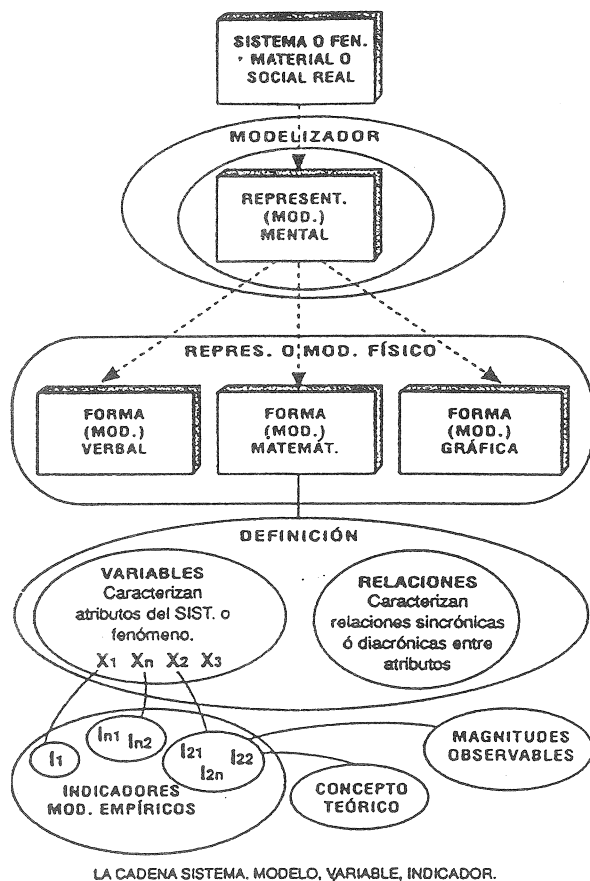 SISTEMA O FEN.
MATERIAL O
SOCIAL REAL
MODELIZADOR
REPRESENT.
(MOD.)
MENTAL
REPRES. O MOD. FÍSICO
FORMA
(MOD.)
VERBAL
FORMA
(MOD.)
MATEMÁT.
FORMA
(MOD.)
GRÁFICA
DEFINICIÓN
VARIABLES
Caracterizan
atributos del SIST. o
fenómeno.
X1 Xn X2 X3
RELACIONES
Caracterizan
relaciones sincrónicas
ó diacrónicas entre
atributos
I1
In1 In2
I21 I22
I2n
INDICADORES
MOD. EMPÍRICOS
CONCEPTO
TEÓRICO
MAGNITUDES
OBSERVABLES
LA CADENA SISTEMA. MODELO, VARIABLE, INDICADOR.